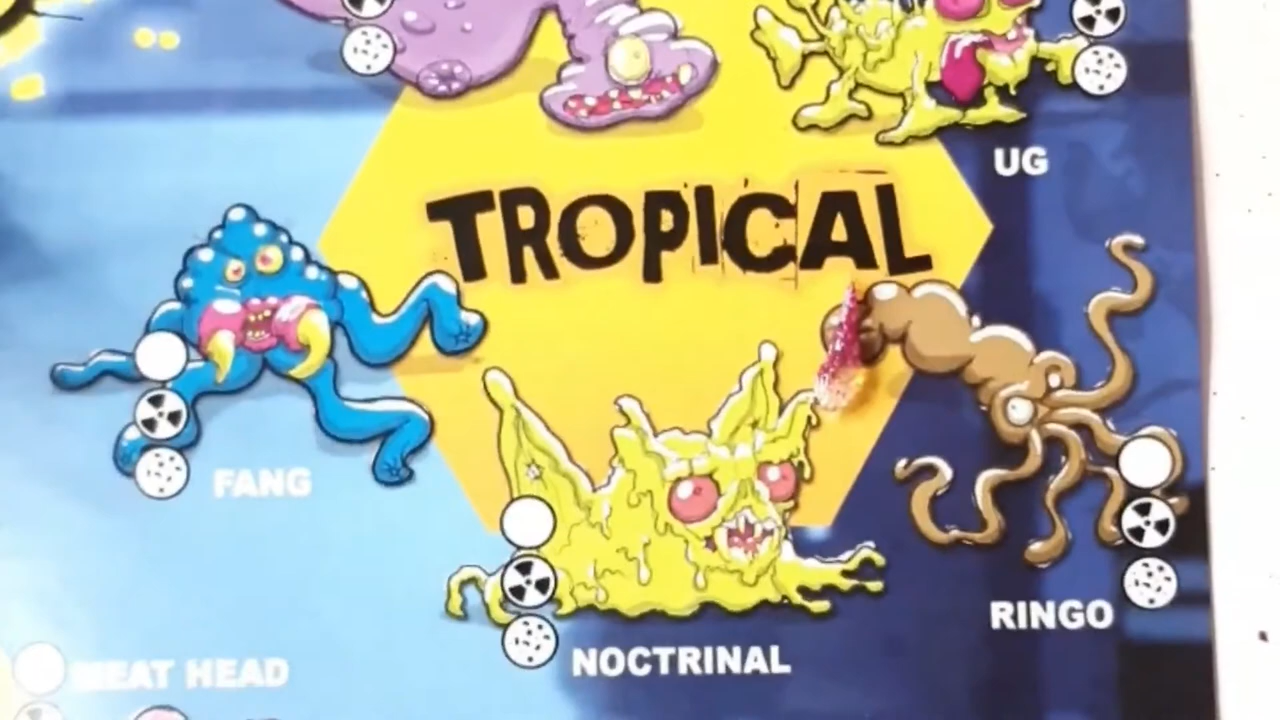 UG
TROPICAL
FANG
RINGO
NOCTRINAL
MEAT HEAD